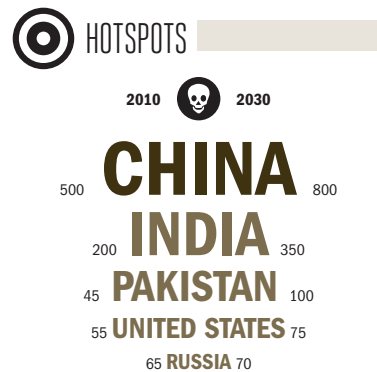 HOTSPOTS
2010 2030
500 CHINA 800
200 INDIA 350
45 PAKISTAN 100
55 UNITED STATES 75
65 RUSSIA 70